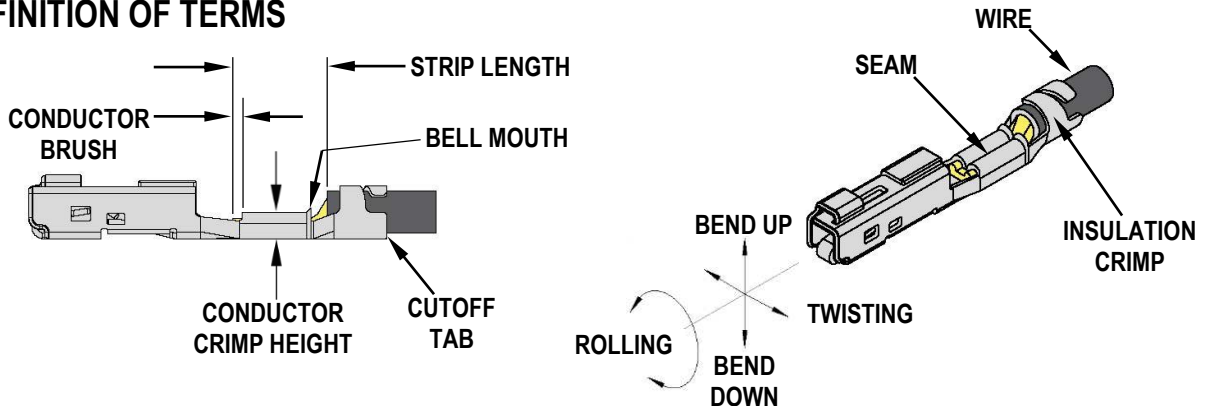 FINITION OF TERMS
WIRE
STRIP LENGTH
SEAM
CONDUCTOR
BRUSH
BELL MOUTH
BEND UP
INSULATION
CRIMP
CONDUCTOR
CRIMP HEIGHT
CUTOFF
TAB
TWISTING
ROLLING
BEND
DOWN